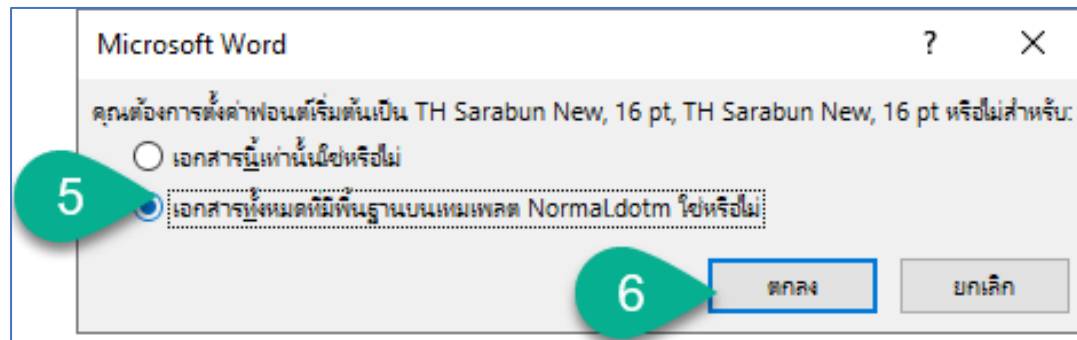 Microsoft Word ? ×
คุณต้องการตั้งค่าฟอนต์เริ่มต้นเป็น TH Sarabun New, 16 pt, TH Sarabun New, 16 pt หรือไม่สำหรับ:
เอกสารนี้เท่านั้นใช่หรือไม่
5
เอกสารทั้งหมดที่มีพื้นฐานบนเทมเพลต Normal.dotm ใช่หรือไม่
6
ตกลง ยกเลิก